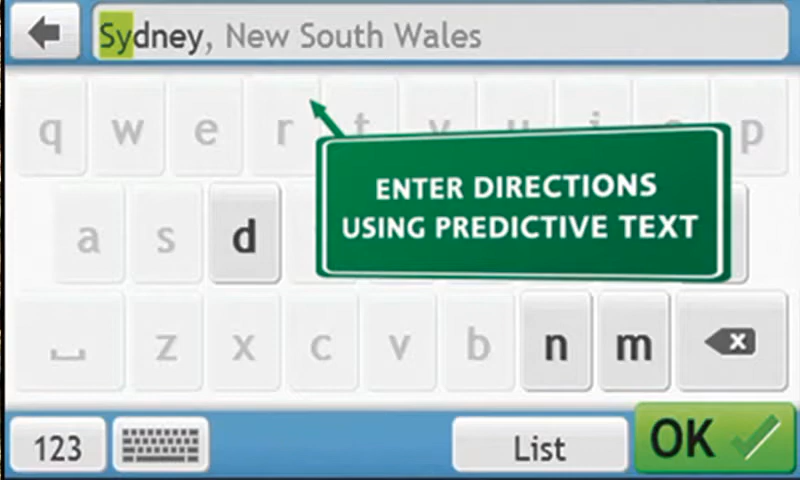 Sydney, New South Wales
q w e r t y u i o p
ENTER DIRECTIONS
USING PREDICTIVE TEXT
a s d
z x c v b n m
123 List OK